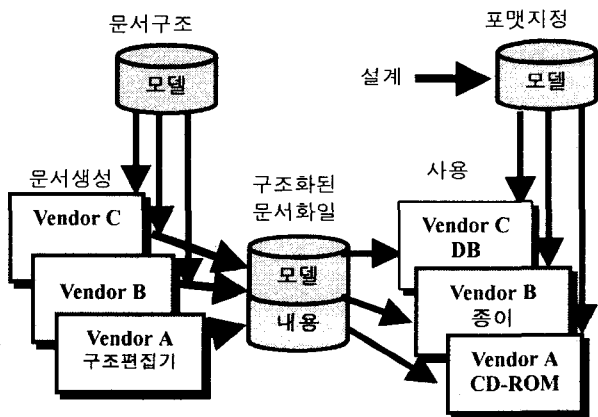 문서구조
모델
포맷지정
설계
모델
문서생성
Vendor C
Vendor B
Vendor A
구조편집기
구조화된
문서화일
모델
내용
사용
Vendor C
DB
Vendor B
종이
Vendor A
CD-ROM